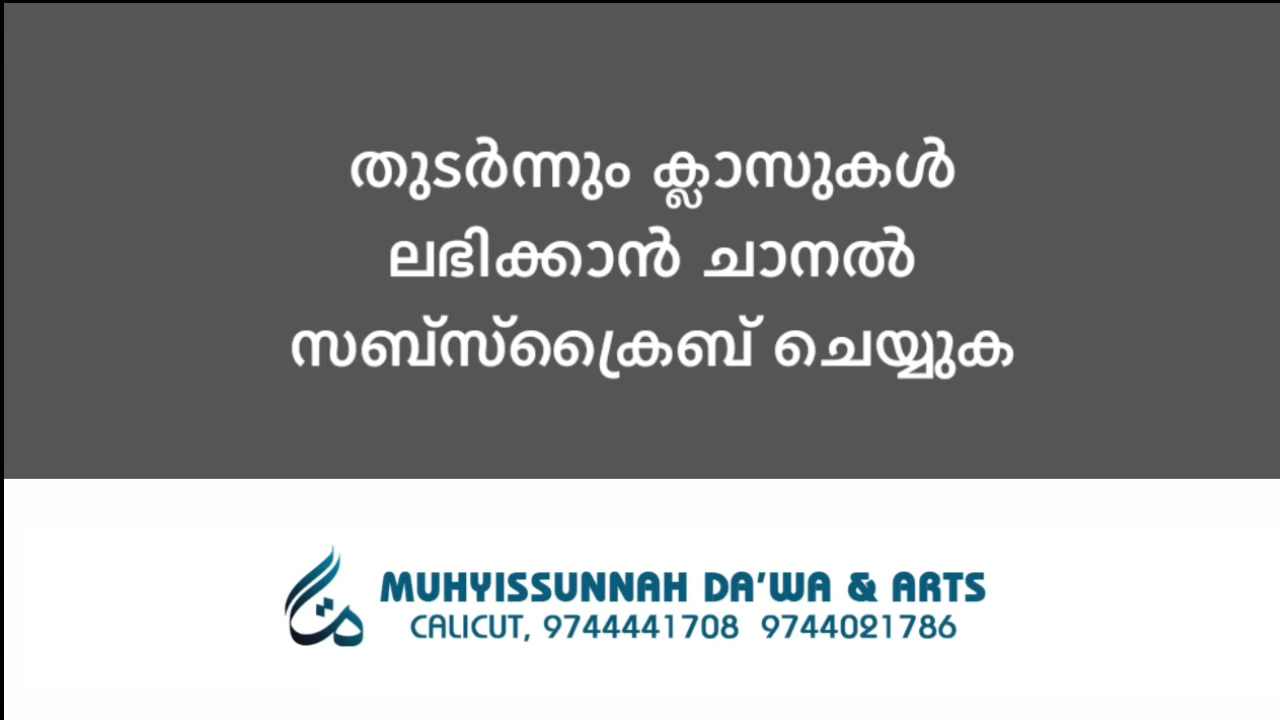 തുടർന്നും ക്ലാസുകൾ
ലഭിക്കാൻ ചാനൽ
സബ്സ്ക്രൈബ് ചെയ്യുക
MUHYISSUNNAH DA'WA & ARTS
CALICUT, 9744441708 9744021786